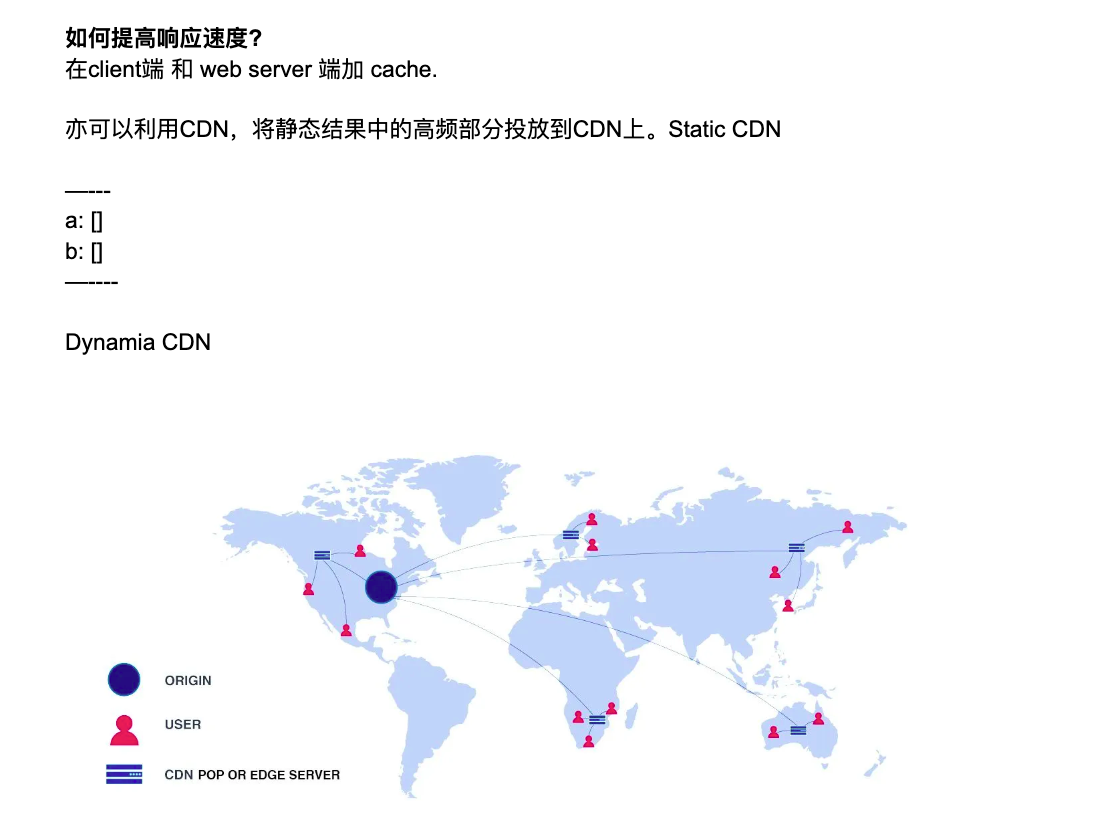 如何提高响应速度?
在client端 和 web server 端加 cache.
亦可以利用CDN，将静态结果中的高频部分投放到CDN上。Static CDN
—---
a: []
b: []
—----
Dynamia CDN
ORIGIN
USER
CDN POP OR EDGE SERVER